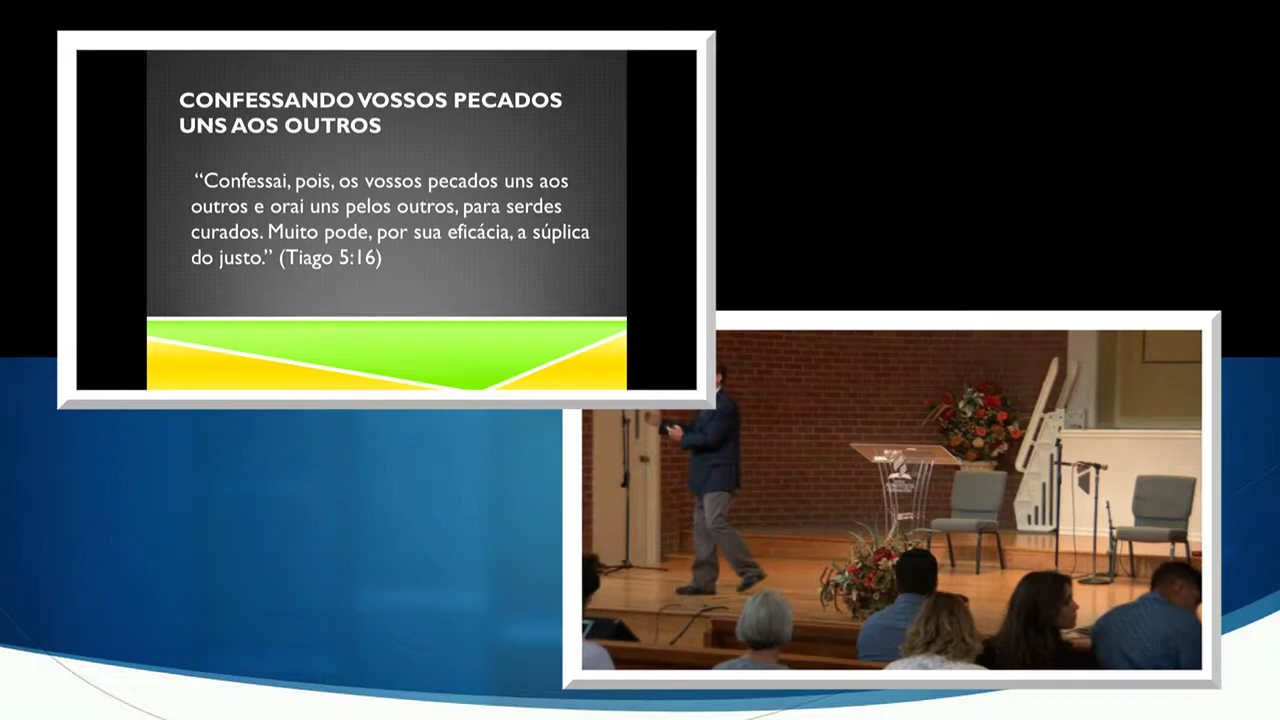 CONFESSANDO VOSSOS PECADOS
UNS AOS OUTROS
“Confessai, pois, os vossos pecados uns aos
outros e orai uns pelos outros, para serdes
curados. Muito pode, por sua eficácia, a súplica
do justo.” (Tiago 5:16)